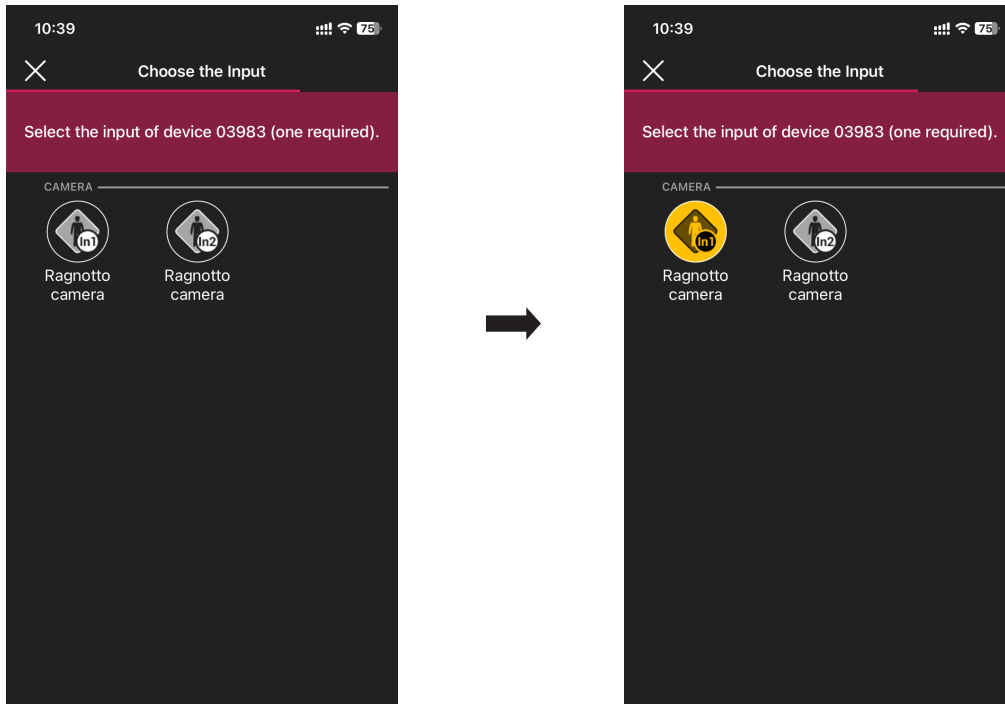 10:39
75
Choose the Input
Select the input of device 03983 (one required).
CAMERA
In1
In2
Ragnotto
camera
Ragnotto
camera
10:39
75
Choose the Input
Select the input of device 03983 (one required).
CAMERA
In1
In2
Ragnotto
camera
Ragnotto
camera